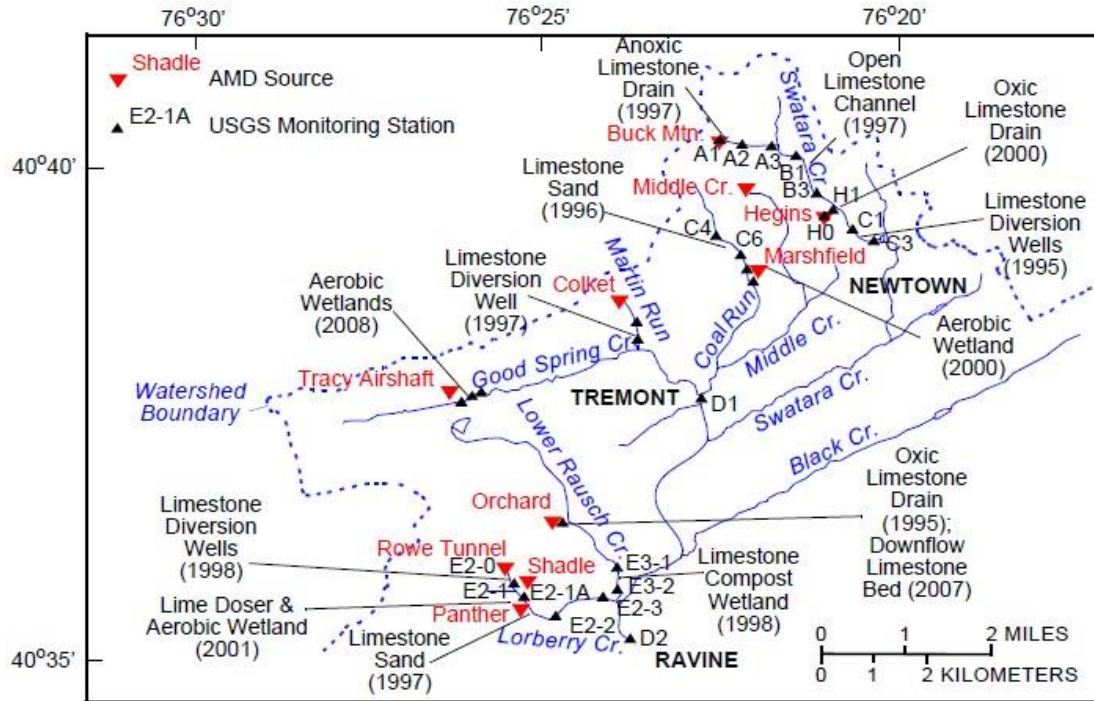 76°30'
76°25'
76°20'
Shadle
AMD Source
E2-1A
USGS Monitoring Station
40°40'
40°35'
Anoxic
Limestone
Drain
(1997)
Swatara Cr.
Open
Limestone
Channel
(1997)
Oxic
Limestone
Drain
(2000)
Buck Mtn.
A1
A2
A3
B1
B3
H1
Limestone
Sand
(1996)
Middle Cr.
Hegins
H0
C1
C3
Limestone
Diversion
Wells
(1995)
C4
C6
Marshfield
NEWTOWN
Martin Run
Limestone
Diversion
Well
(1997)
Colket
Coal Run
Middle Cr.
Aerobic
Wetland
(2000)
Aerobic
Wetlands
(2008)
Good Spring Cr.
Tracy Airshaft
Watershed
Boundary
TREMONT
D1
Swatara Cr.
Black Cr.
Lower Rausch Cr.
Oxic
Limestone
Drain
(1995);
Downflow
Limestone
Bed (2007)
Orchard
Limestone
Diversion
Wells
(1998)
Rowe Tunnel
E2-0
Shadle
E3-1
E2-1
E2-1A
E3-2
Limestone
Compost
Wetland
(1998)
Lime Doser &
Aerobic Wetland
(2001)
Panther
E2-3
E2-2
Lorberry Cr.
D2
Limestone
Sand
(1997)
RAVINE
0 1 2 MILES
0 1 2 KILOMETERS